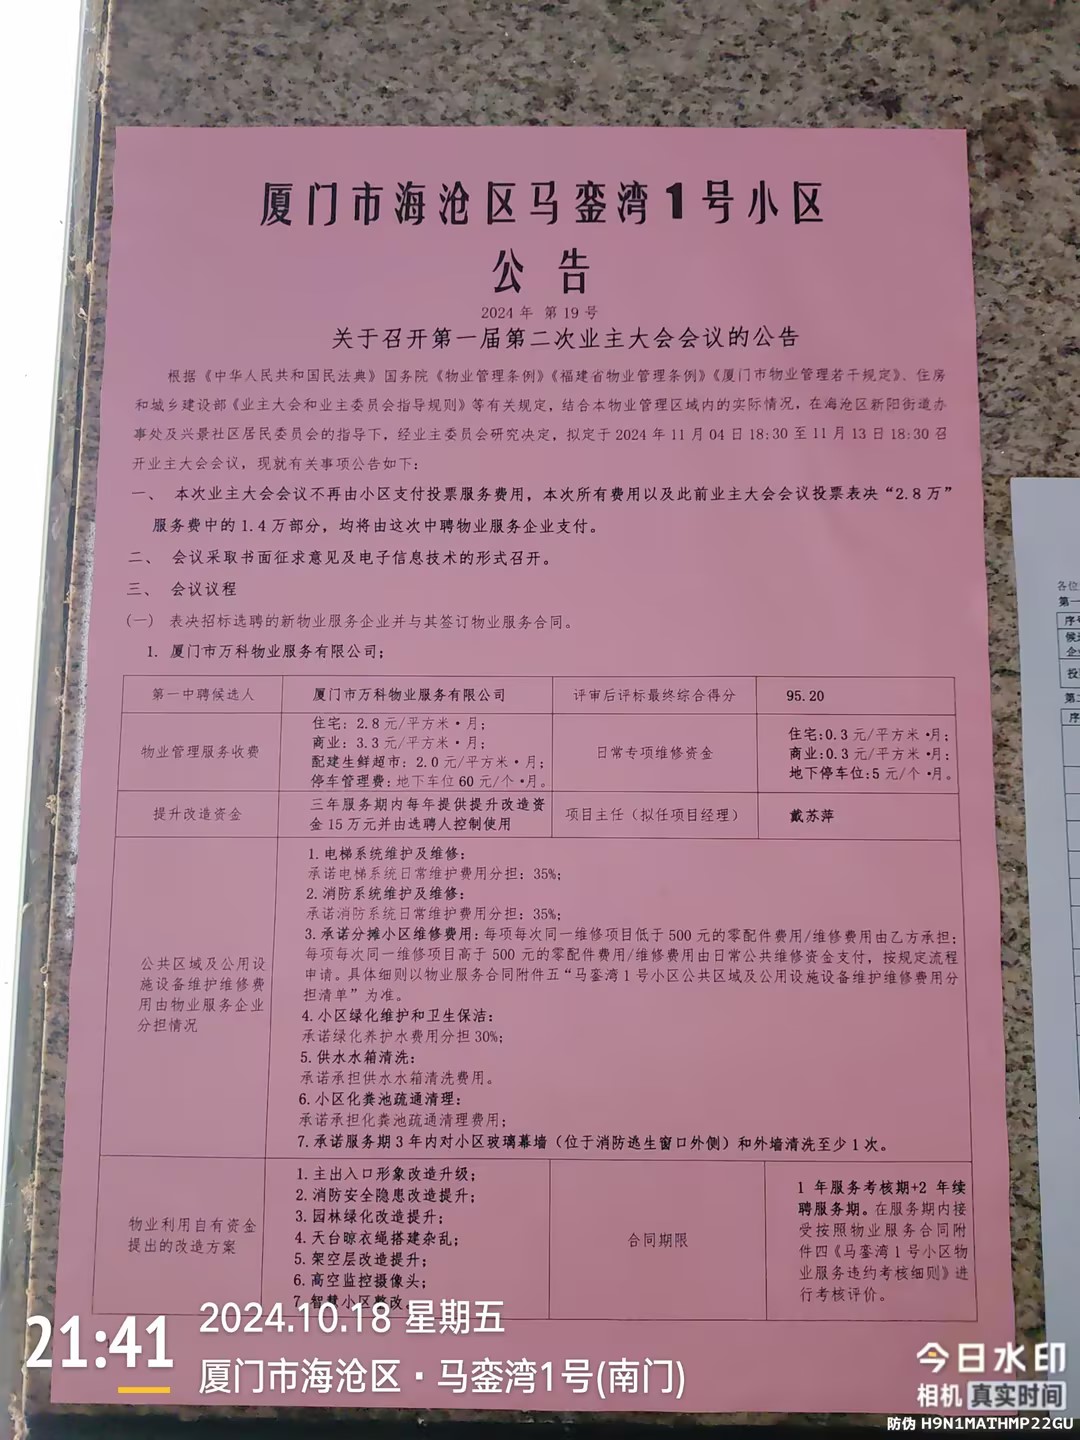 厦门市海沧区马銮湾1号小区
公 告
2024年 第19号
关于召开第一届第二次业主大会会议的公告
根据《中华人民共和国民法典》国务院《物业管理条例》《福建省物业管理条例》《厦门市物业管理若干规定》、住房
和城乡建设部《业主大会和业主委员会指导规则》等有关规定，结合本物业管理区域内的实际情况，在海沧区新阳街道办
事处及兴景社区居民委员会的指导下，经业主委员会研究决定，拟定于2024年11月04日18:30至11月13日18:30召
开业主大会会议，现就有关事项公告如下：
一、 本次业主大会会议不再由小区支付投票服务费用，本次所有费用以及此前业主大会会议投票表决“2.8万”
服务费中的1.4万部分，均将由这次中聘物业服务企业支付。
二、 会议采取书面征求意见及电子信息技术的形式召开。
三、 会议议程
(一) 表决招标选聘的新物业服务企业并与其签订物业服务合同。
1. 厦门市万科物业服务有限公司；
第一中聘候选人 厦门市万科物业服务有限公司 评审后评标最终综合得分 95.20
物业管理服务收费
住宅：2.8元/平方米·月；
商业：3.3元/平方米·月；
配建生鲜超市：2.0元/平方米·月；
停车管理费：地下车位60元/个·月。
日常专项维修资金
住宅:0.3元/平方米·月；
商业:0.3元/平方米·月；
地下停车位:5元/个·月。
提升改造资金
三年服务期内每年提供提升改造资
金15万元并由选聘人控制使用
项目主任（拟任项目经理） 戴苏萍
公共区域及公用设
施设备维护维修费
用由物业服务企业
分担情况
1.电梯系统维护及维修：
承诺电梯系统日常维护费用分担：35%；
2.消防系统维护及维修：
承诺消防系统日常维护费用分担：35%；
3.承诺分摊小区维修费用：每项每次同一维修项目低于500元的零配件费用/维修费用由乙方承担；
每项每次同一维修项目高于500元的零配件费用/维修费用由日常公共维修资金支付，按规定流程
申请。具体细则以物业服务合同附件五“马銮湾1号小区公共区域及公用设施设备维护维修费用分
担清单”为准。
4.小区绿化维护和卫生保洁：
承诺绿化养护水费用分担30%；
5.供水水箱清洗：
承诺承担供水水箱清洗费用。
6.小区化粪池疏通清理：
承诺承担化粪池疏通清理费用；
7.承诺服务期3年内对小区玻璃幕墙（位于消防逃生窗口外侧）和外墙清洗至少1次。
物业利用自有资金
提出的改造方案
1.主出入口形象改造升级；
2.消防安全隐患改造提升；
3.园林绿化改造提升；
4.天台晾衣绳搭建杂乱；
5.架空层改造提升；
6.高空监控摄像头；
7.智慧小区整改
合同期限
1年服务考核期+2年续
聘服务期。在服务期内接
受按照物业服务合同附
件四《马銮湾1号小区物
业服务违约考核细则》进
行考核评价。
各位
第一
序号
候
企业
投
第二
序
21:41
2024.10.18 星期五
厦门市海沧区·马銮湾1号(南门)
今日水印
相机 真实时间
防伪 H9N1MATHMP22GU